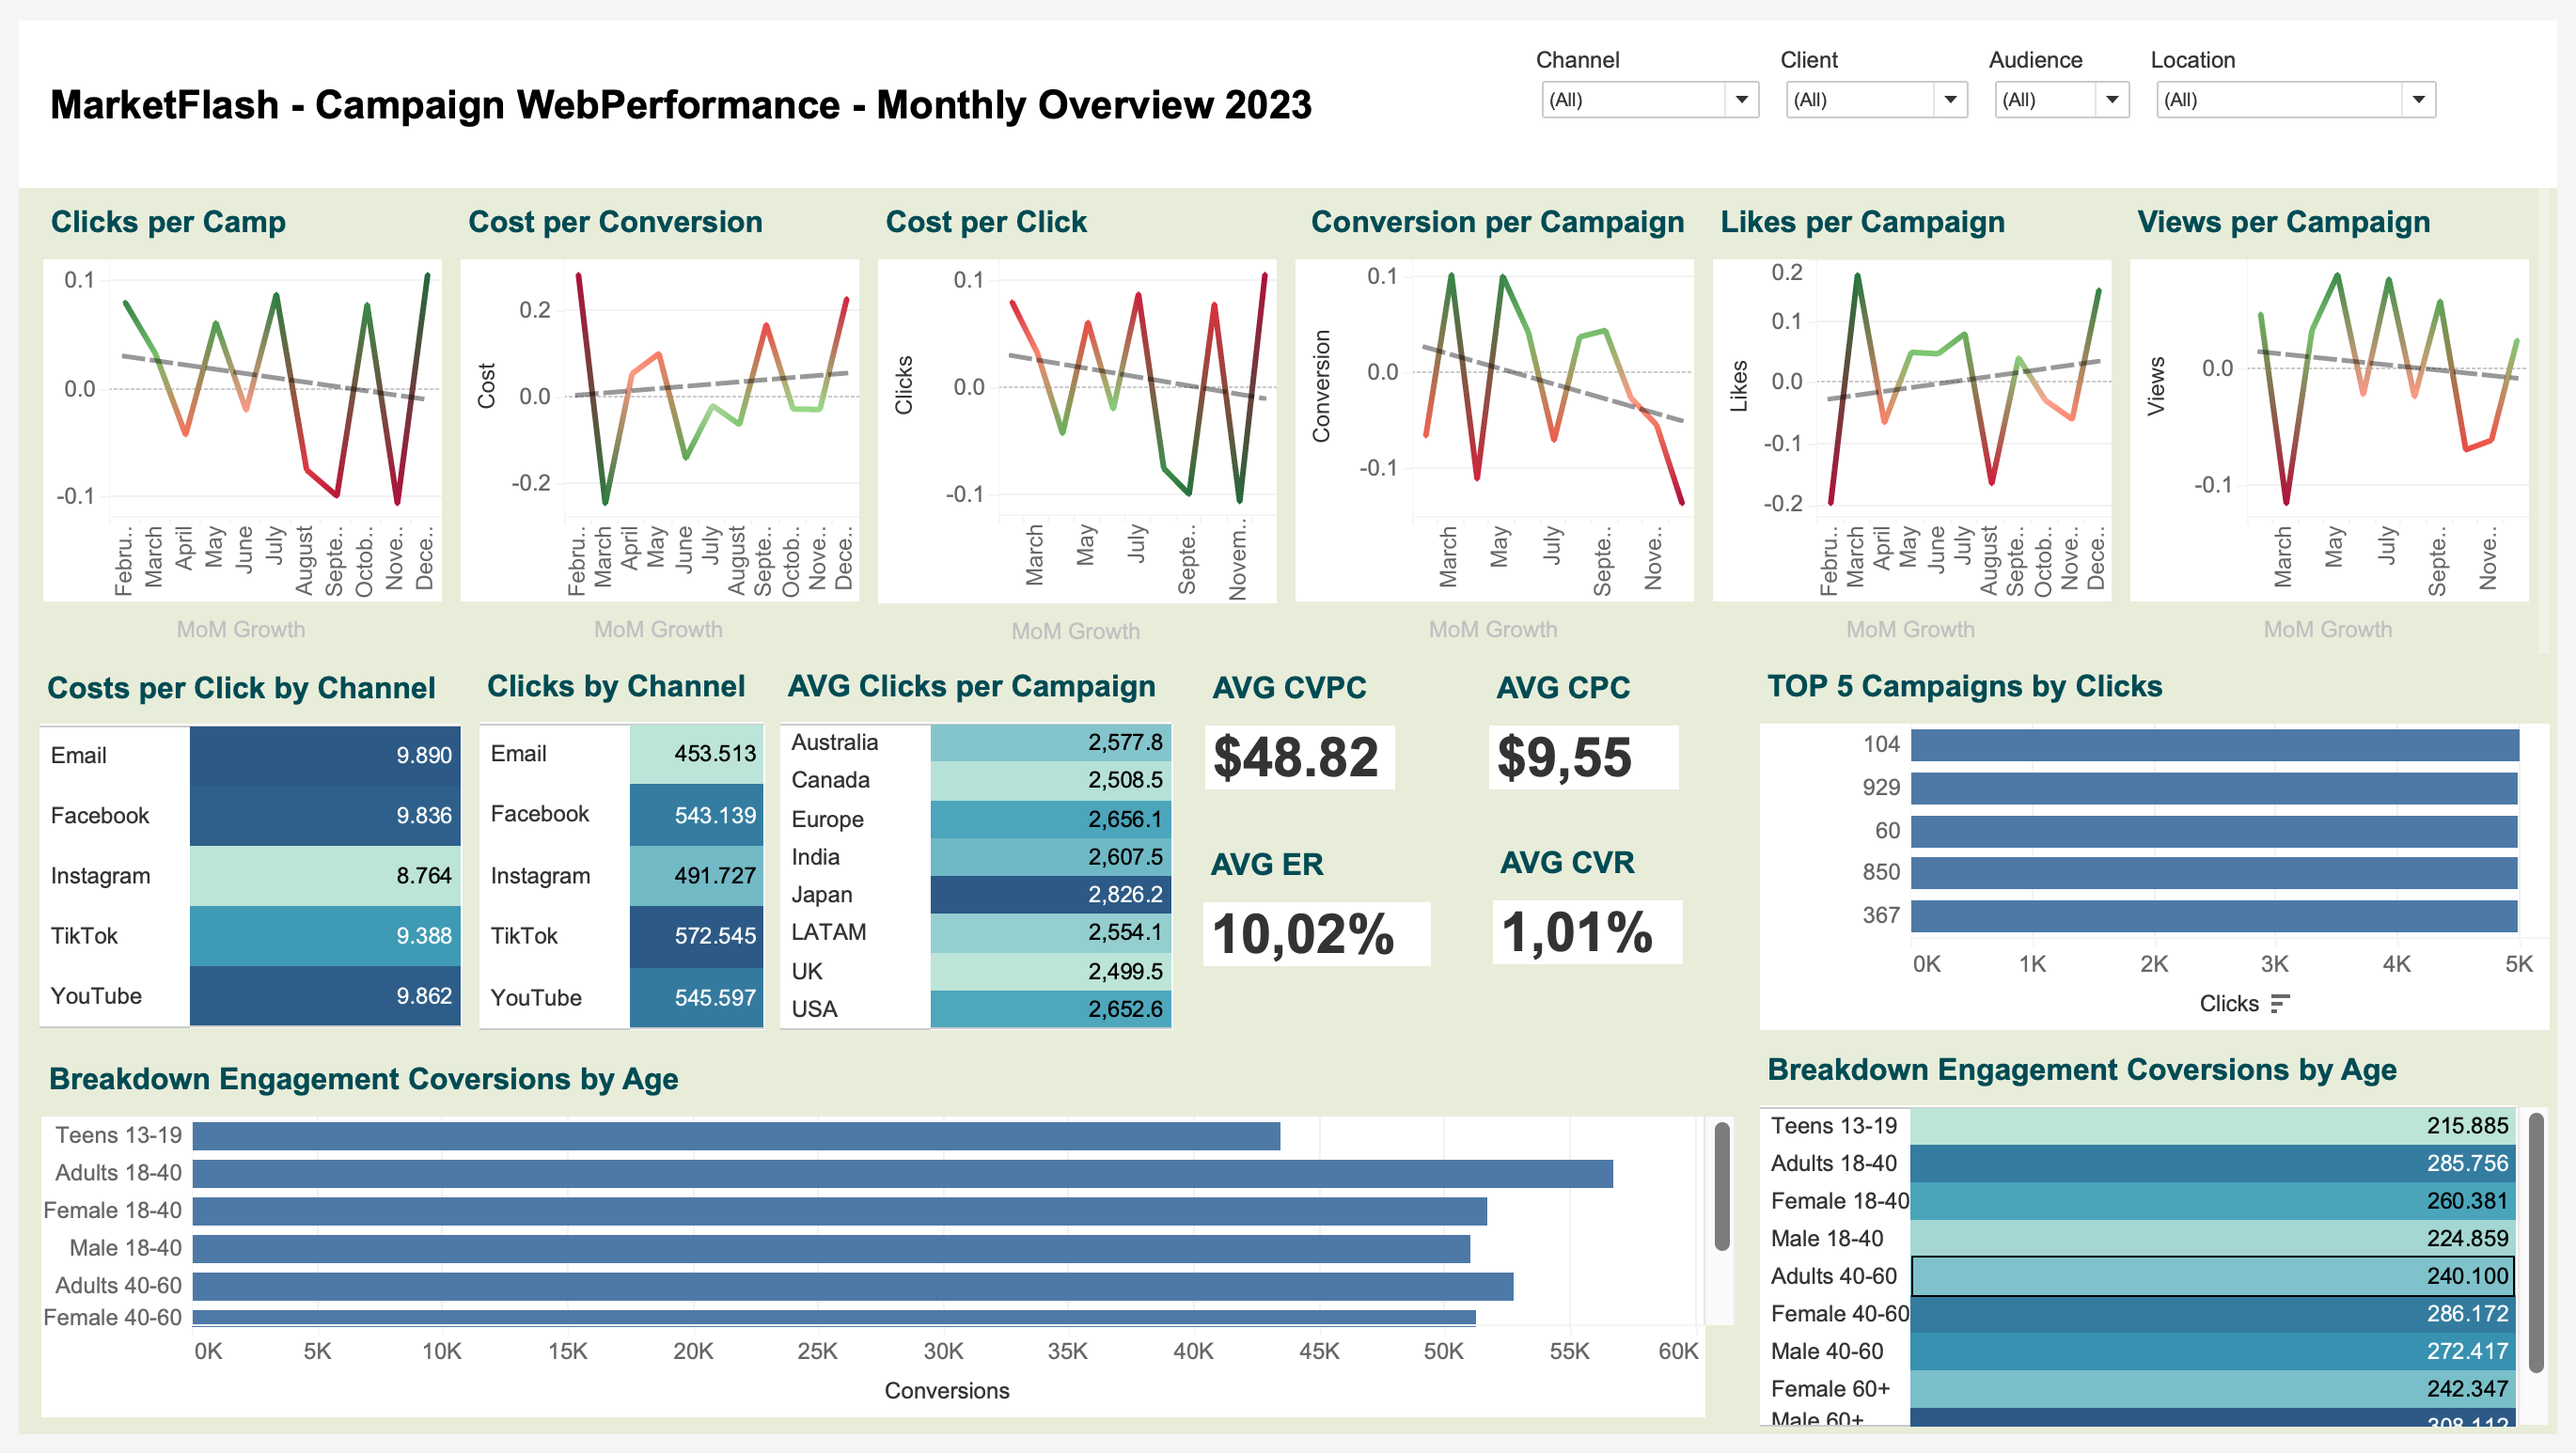 Channel Client Audience Location
MarketFlash - Campaign WebPerformance - Monthly Overview 2023
(All) (All) (All) (All)
Clicks per Camp
0.1
0.0
-0.1
Febru..
March
April
May
June
July
August
Septe..
Octob..
Nove..
Dece..
MoM Growth
Cost per Conversion
Cost
0.2
0.0
-0.2
Febru..
March
April
May
June
July
August
Septe..
Octob..
Nove..
Dece..
MoM Growth
Cost per Click
Clicks
0.1
0.0
-0.1
March
May
July
Septe..
Novem..
MoM Growth
Conversion per Campaign
Conversion
0.1
0.0
-0.1
March
May
July
Septe..
Nove..
MoM Growth
Likes per Campaign
Likes
0.2
0.1
0.0
-0.1
-0.2
Febru..
March
April
May
June
July
August
Septe..
Octob..
Nove..
Dece..
MoM Growth
Views per Campaign
Views
0.0
-0.1
March
May
July
Septe..
Nove..
MoM Growth
Costs per Click by Channel
Email 9.890
Facebook 9.836
Instagram 8.764
TikTok 9.388
YouTube 9.862
Clicks by Channel
Email 453.513
Facebook 543.139
Instagram 491.727
TikTok 572.545
YouTube 545.597
AVG Clicks per Campaign
Australia 2,577.8
Canada 2,508.5
Europe 2,656.1
India 2,607.5
Japan 2,826.2
LATAM 2,554.1
UK 2,499.5
USA 2,652.6
AVG CVPC
$48.82
AVG CPC
$9,55
AVG ER
10,02%
AVG CVR
1,01%
TOP 5 Campaigns by Clicks
104
929
60
850
367
0K 1K 2K 3K 4K 5K
Clicks
Breakdown Engagement Coversions by Age
Teens 13-19
Adults 18-40
Female 18-40
Male 18-40
Adults 40-60
Female 40-60
0K 5K 10K 15K 20K 25K 30K 35K 40K 45K 50K 55K 60K
Conversions
Breakdown Engagement Coversions by Age
Teens 13-19 215.885
Adults 18-40 285.756
Female 18-40 260.381
Male 18-40 224.859
Adults 40-60 240.100
Female 40-60 286.172
Male 40-60 272.417
Female 60+ 242.347
Male 60+ 308.112